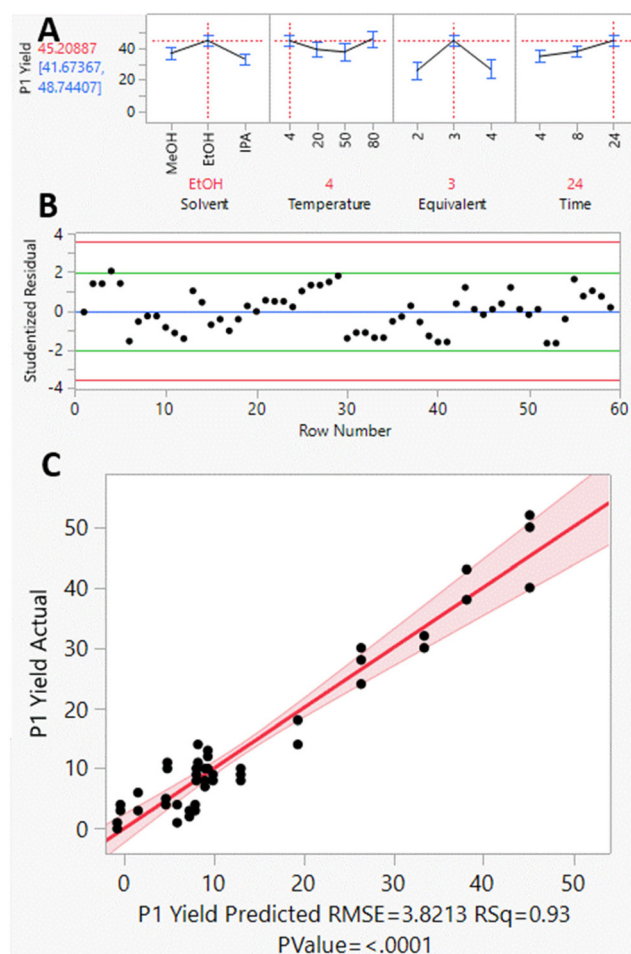 A
P1 Yield
45.20887
[41.67367,
48.74407]
40
20
0
MeOH
EtOH
IPA
4
20
50
80
2
3
4
4
8
24
EtOH 4 3 24
Solvent Temperature Equivalent Time
B
Studentized Residual
4
2
0
-2
-4
0 10 20 30 40 50 60
Row Number
C
P1 Yield Actual
50
40
30
20
10
0
0 10 20 30 40 50
P1 Yield Predicted RMSE=3.8213 RSq=0.93
PValue=<.0001